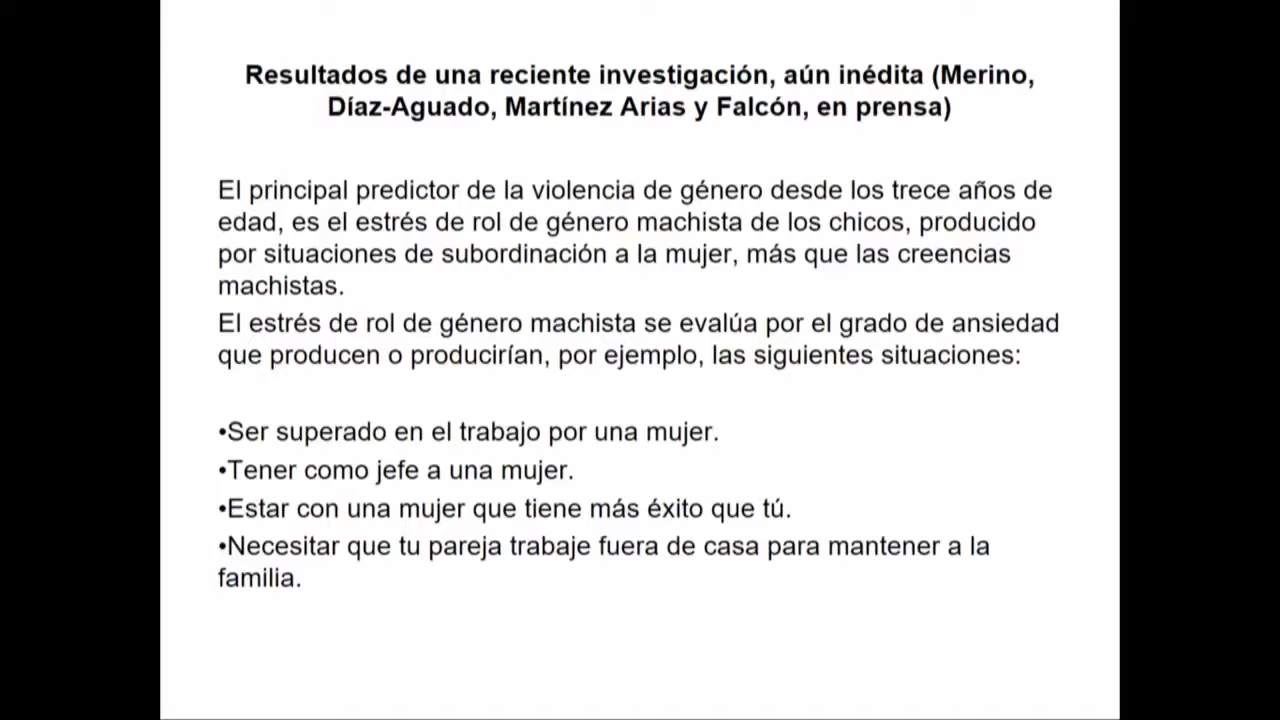 Resultados de una reciente investigación, aún inédita (Merino,
Díaz-Aguado, Martínez Arias y Falcón, en prensa)
El principal predictor de la violencia de género desde los trece años de
edad, es el estrés de rol de género machista de los chicos, producido
por situaciones de subordinación a la mujer, más que las creencias
machistas.
El estrés de rol de género machista se evalúa por el grado de ansiedad
que producen o producirían, por ejemplo, las siguientes situaciones:
•Ser superado en el trabajo por una mujer.
•Tener como jefe a una mujer.
•Estar con una mujer que tiene más éxito que tú.
•Necesitar que tu pareja trabaje fuera de casa para mantener a la
familia.